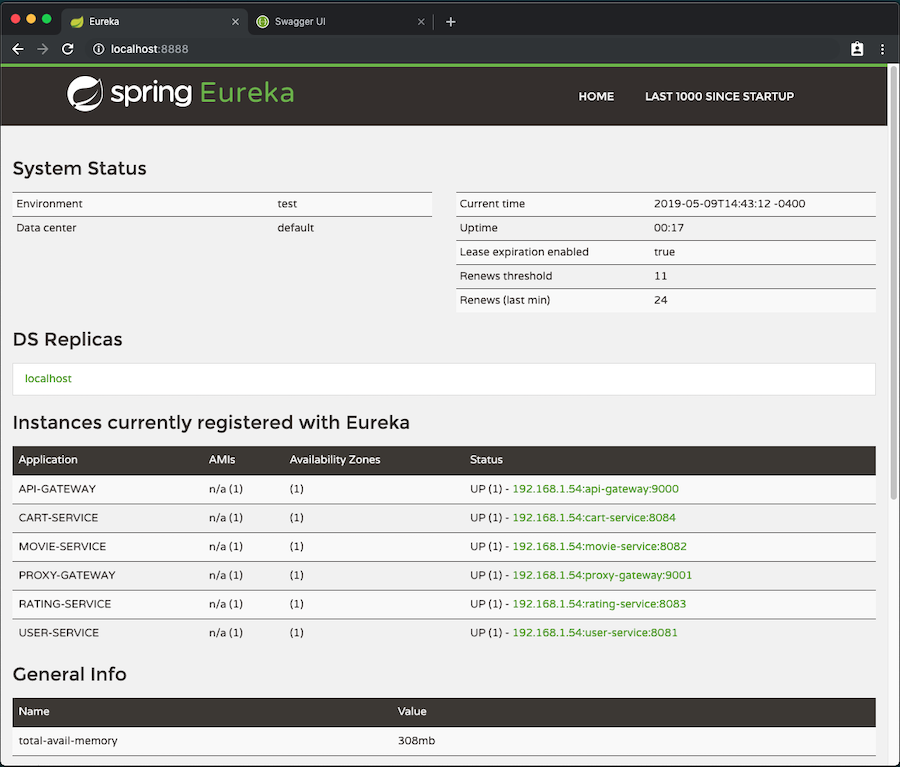 Eureka
Swagger UI
localhost:8888
spring Eureka
HOME LAST 1000 SINCE STARTUP
System Status
Environment test
Data center default
Current time 2019-05-09T14:43:12 -0400
Uptime 00:17
Lease expiration enabled true
Renews threshold 11
Renews (last min) 24
DS Replicas
localhost
Instances currently registered with Eureka
Application AMIs Availability Zones Status
API-GATEWAY n/a (1) (1) UP (1) - 192.168.1.54:api-gateway:9000
CART-SERVICE n/a (1) (1) UP (1) - 192.168.1.54:cart-service:8084
MOVIE-SERVICE n/a (1) (1) UP (1) - 192.168.1.54:movie-service:8082
PROXY-GATEWAY n/a (1) (1) UP (1) - 192.168.1.54:proxy-gateway:9001
RATING-SERVICE n/a (1) (1) UP (1) - 192.168.1.54:rating-service:8083
USER-SERVICE n/a (1) (1) UP (1) - 192.168.1.54:user-service:8081
General Info
Name Value
total-avail-memory 308mb